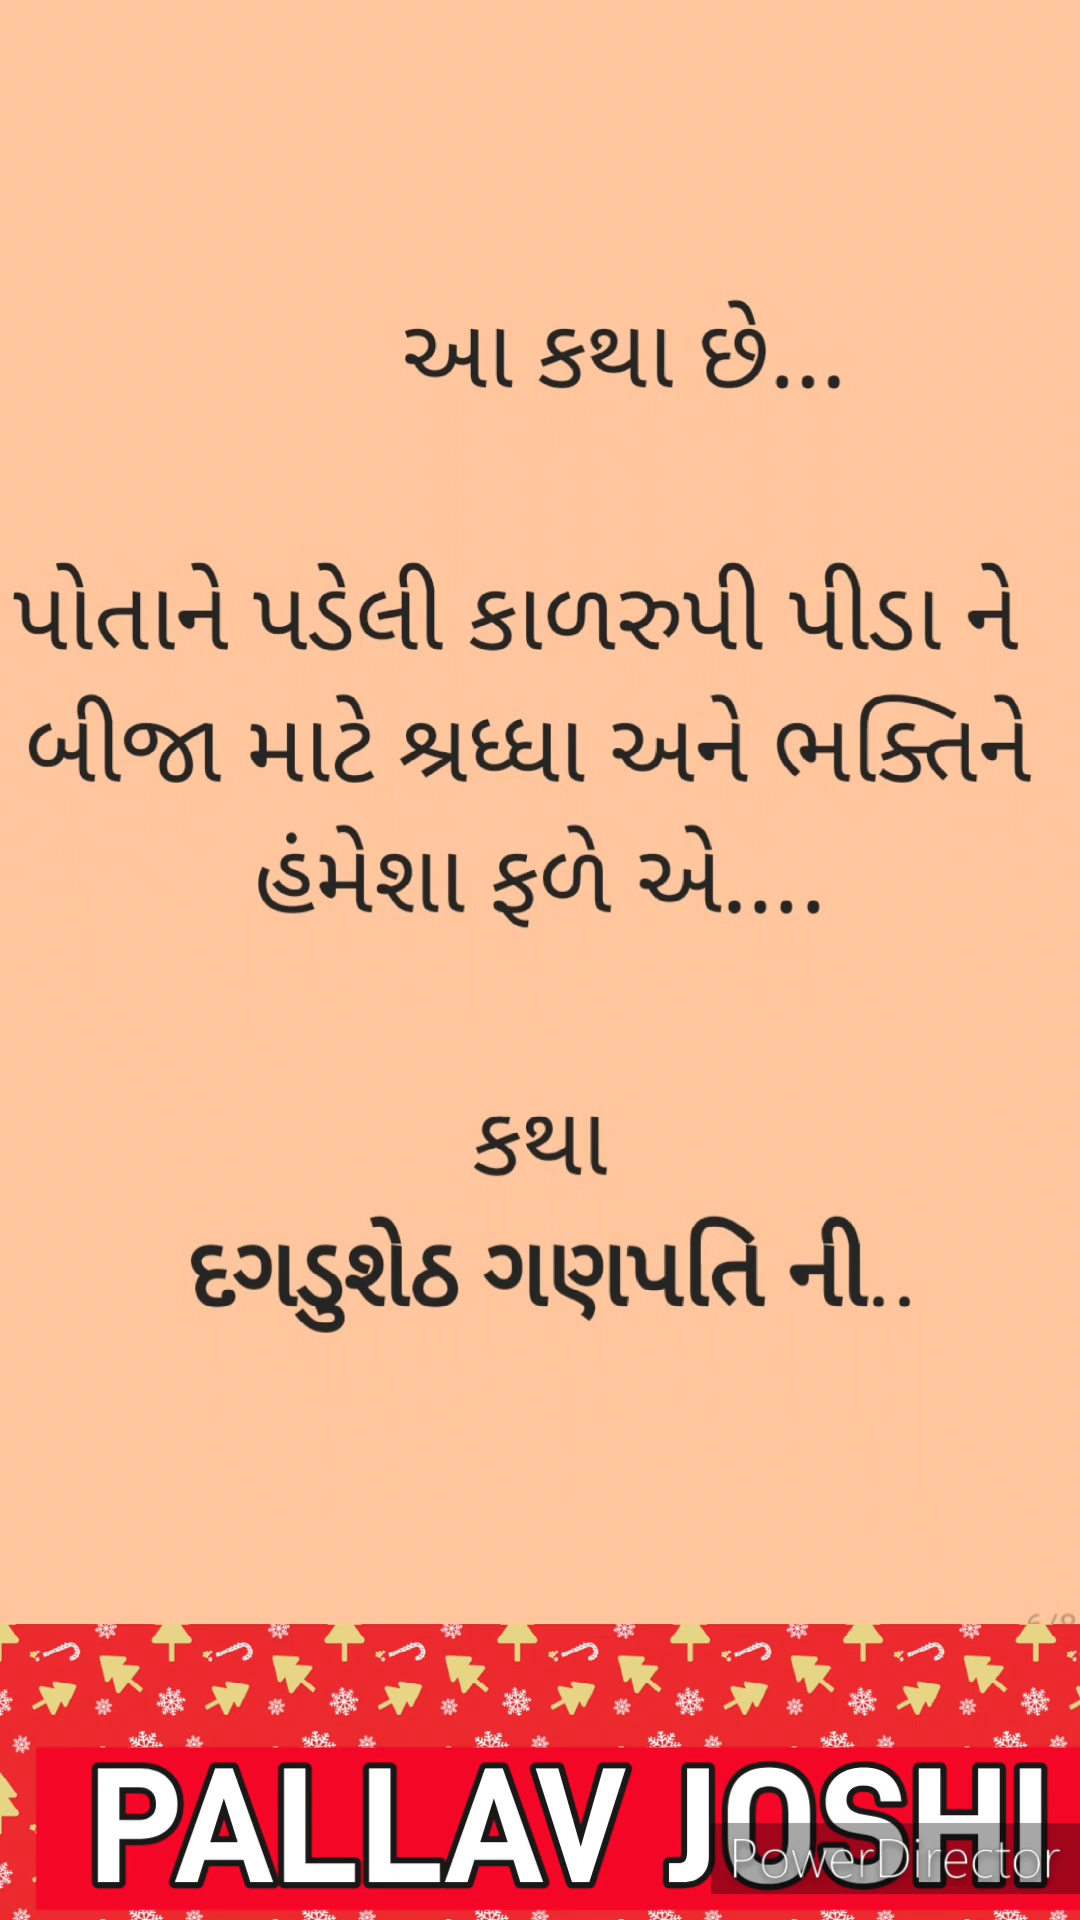 આ કથા છે...
પોતાને પડેલી કાળરુપી પીડા ને
બીજા માટે શ્રધ્ધા અને ભક્તિને
હંમેશા ફળે એ....
કથા
દગડુશેઠ ગણપતિ ની..
PALLAV JOSHI
PowerDirector